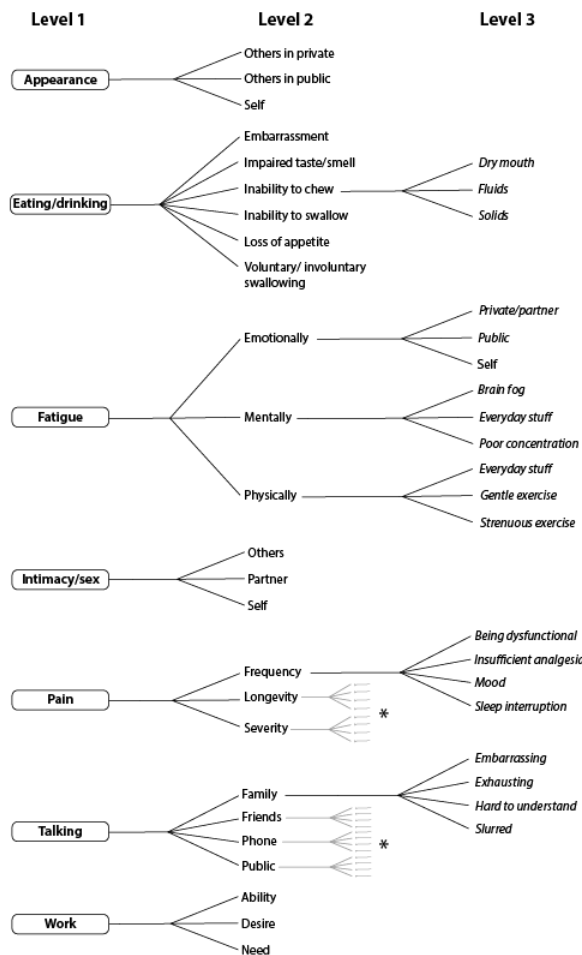 Level 1 Level 2 Level 3
Others in private
Appearance Others in public
Self
Embarrassment
Impaired taste/smell Dry mouth
Eating/drinking Inability to chew Fluids
Inability to swallow Solids
Loss of appetite
Voluntary/ involuntary
swallowing
Private/partner
Emotionally Public
Self
Brain fog
Fatigue Mentally Everyday stuff
Poor concentration
Everyday stuff
Physically Gentle exercise
Strenuous exercise
Others
Intimacy/sex Partner
Self
Being dysfunctional
Frequency Insufficient analgesia
Pain Longevity Mood
* Sleep interruption
Severity
Embarrassing
Family Exhausting
Friends Hard to understand
Talking Phone * Slurred
Public
Ability
Work Desire
Need